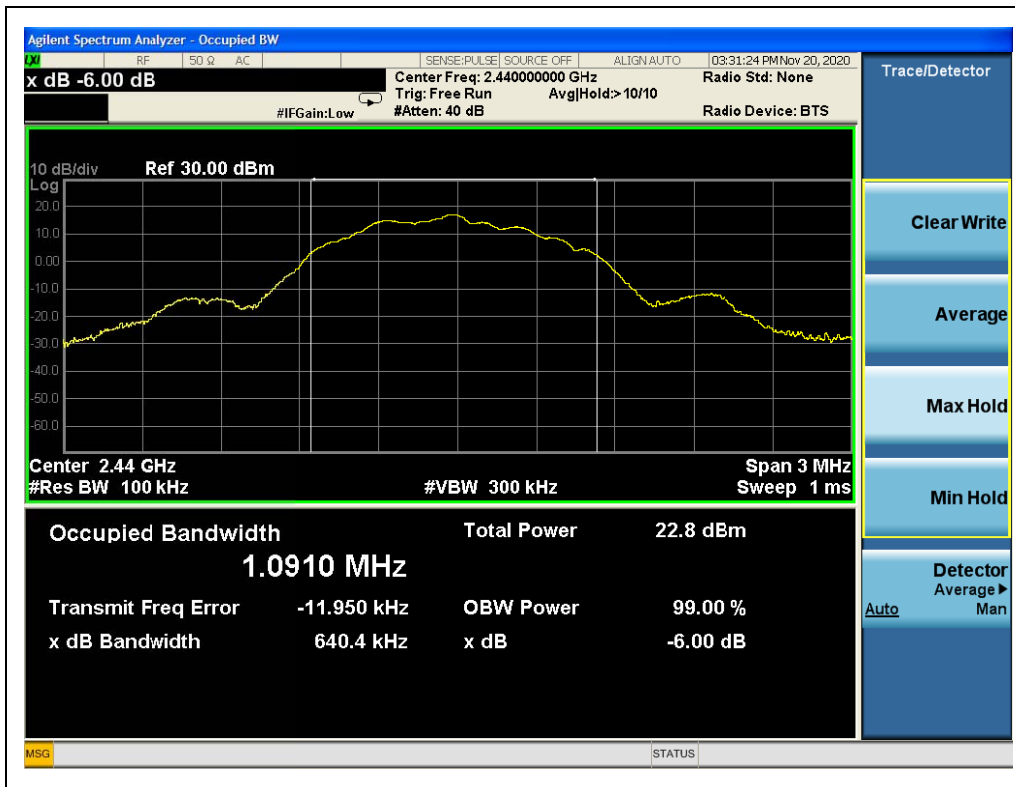 Agilent Spectrum Analyzer - Occupied BW
LXI RF 50 Ω AC SENSE:PULSE SOURCE OFF ALIGN AUTO 03:31:24 PM Nov 20, 2020
x dB -6.00 dB
Center Freq: 2.440000000 GHz
Radio Std: None
Trig: Free Run Avg|Hold:> 10/10
#IFGain:Low
#Atten: 40 dB
Radio Device: BTS
10 dB/div Ref 30.00 dBm
Log
20.0
10.0
0.00
-10.0
-20.0
-30.0
-40.0
-50.0
-60.0
Center 2.44 GHz
Span 3 MHz
#Res BW 100 kHz
#VBW 300 kHz
Sweep 1 ms
Occupied Bandwidth
1.0910 MHz
Total Power 22.8 dBm
Transmit Freq Error -11.950 kHz
OBW Power 99.00 %
x dB Bandwidth 640.4 kHz
x dB -6.00 dB
Trace/Detector
Clear Write
Average
Max Hold
Min Hold
Detector
Average▶
Auto Man
MSG
STATUS